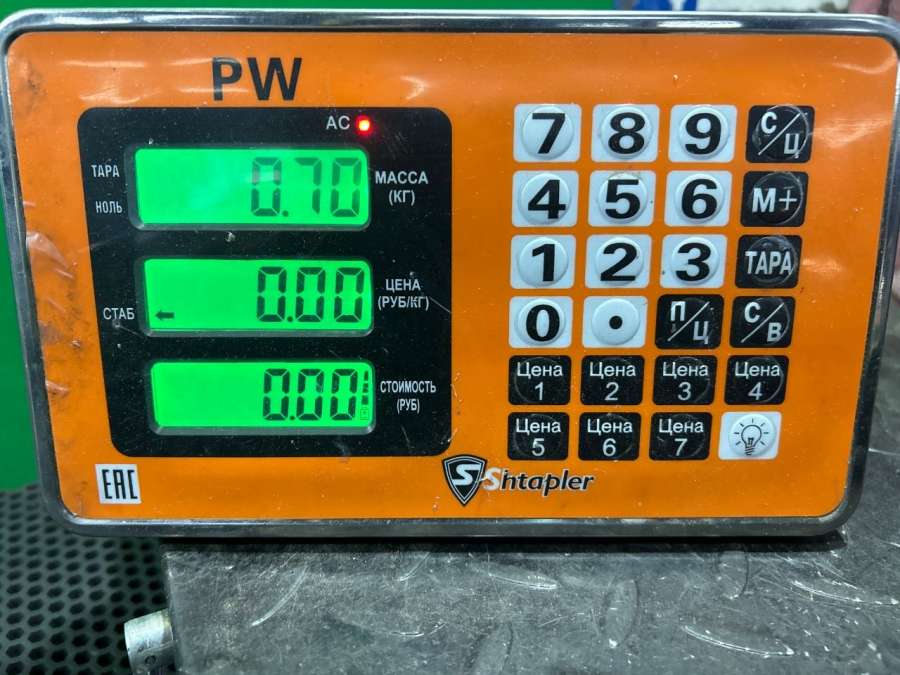 PW
AC
ТАРА
НОЛЬ
0.70
МАССА
(КГ)
СТАБ
0.00
ЦЕНА
(РУБ/КГ)
0.00
СТОИМОСТЬ
(РУБ)
7 8 9 С/Ц
4 5 6 М+
1 2 3 ТАРА
0 • П/Ц С/В
Цена 1 Цена 2 Цена 3 Цена 4
Цена 5 Цена 6 Цена 7
EAC
S Shtapler